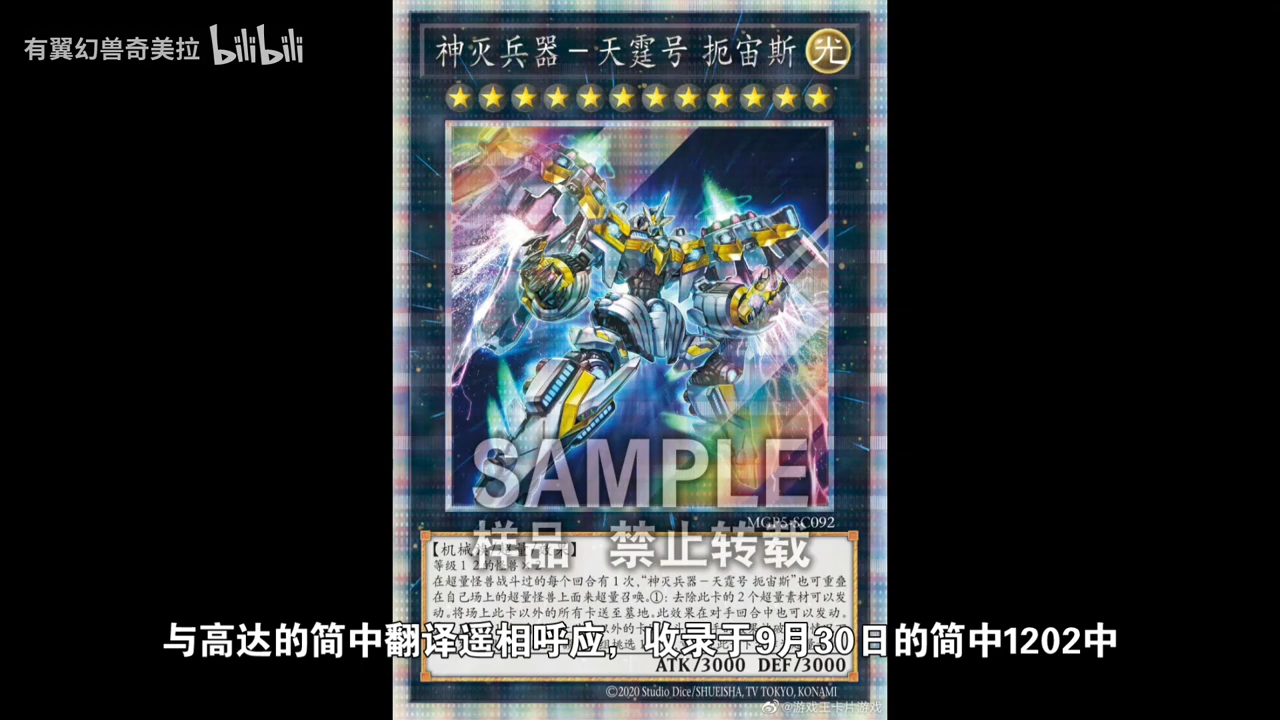 有翼幻兽奇美拉 bilibili
神灭兵器－天霆号 扼宙斯 光
SAMPLE
MGP5-SC092
样品 禁止转载
【机械族/超量/效果】
等级１２的怪兽×2
在超量怪兽战斗过的每个回合有1次，“神灭兵器－天霆号 扼宙斯”也可重叠
在自己场上的超量怪兽上面来超量召唤。①：去除此卡的2个超量素材可以发
动。将场上此卡以外的所有卡送至墓地。此效果在对手回合中也可以发动。
与高达的简中翻译遥相呼应，收录于9月30日的简中1202中
ATK/3000 DEF/3000
©2020 Studio Dice/SHUEISHA, TV TOKYO, KONAMI
@游戏王卡片游戏